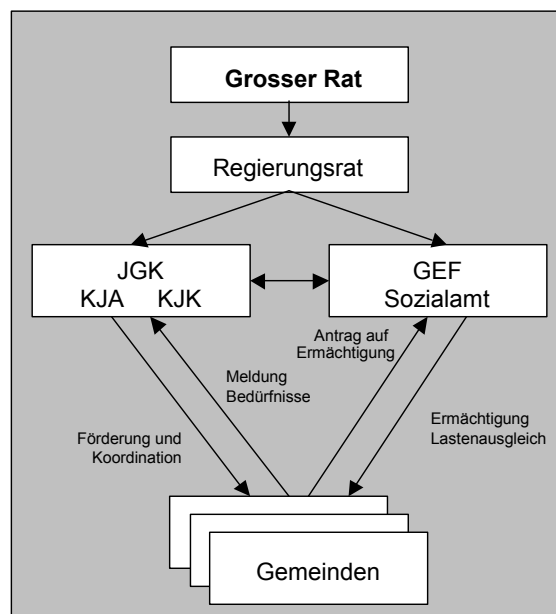 Grosser Rat
Regierungsrat
JGK
KJA KJK
GEF
Sozialamt
Antrag auf
Ermächtigung
Meldung
Bedürfnisse
Ermächtigung
Lastenausgleich
Förderung und
Koordination
Gemeinden